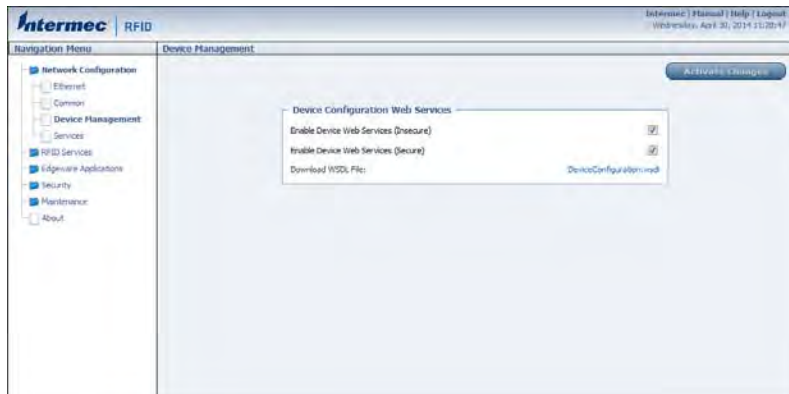 Intermec RFID
Intermec | Manual | Help | Logout
Wednesday, April 30, 2014 11:20:47
Navigation Menu
Device Management
Network Configuration
Ethernet
Common
Device Management
Services
RFID Services
Edgeware Applications
Security
Maintenance
About
Activate Changes
Device Configuration Web Services
Enable Device Web Services (Insecure)
Enable Device Web Services (Secure)
Download WSDL File:
DeviceConfiguration.wsdl